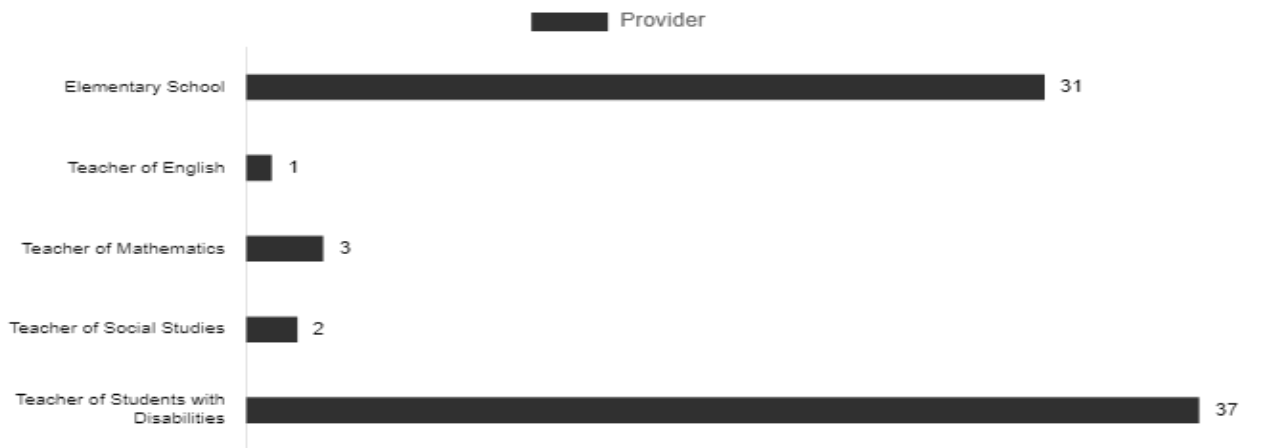 Provider
Elementary School 31
Teacher of English 1
Teacher of Mathematics 3
Teacher of Social Studies 2
Teacher of Students with
Disabilities 37